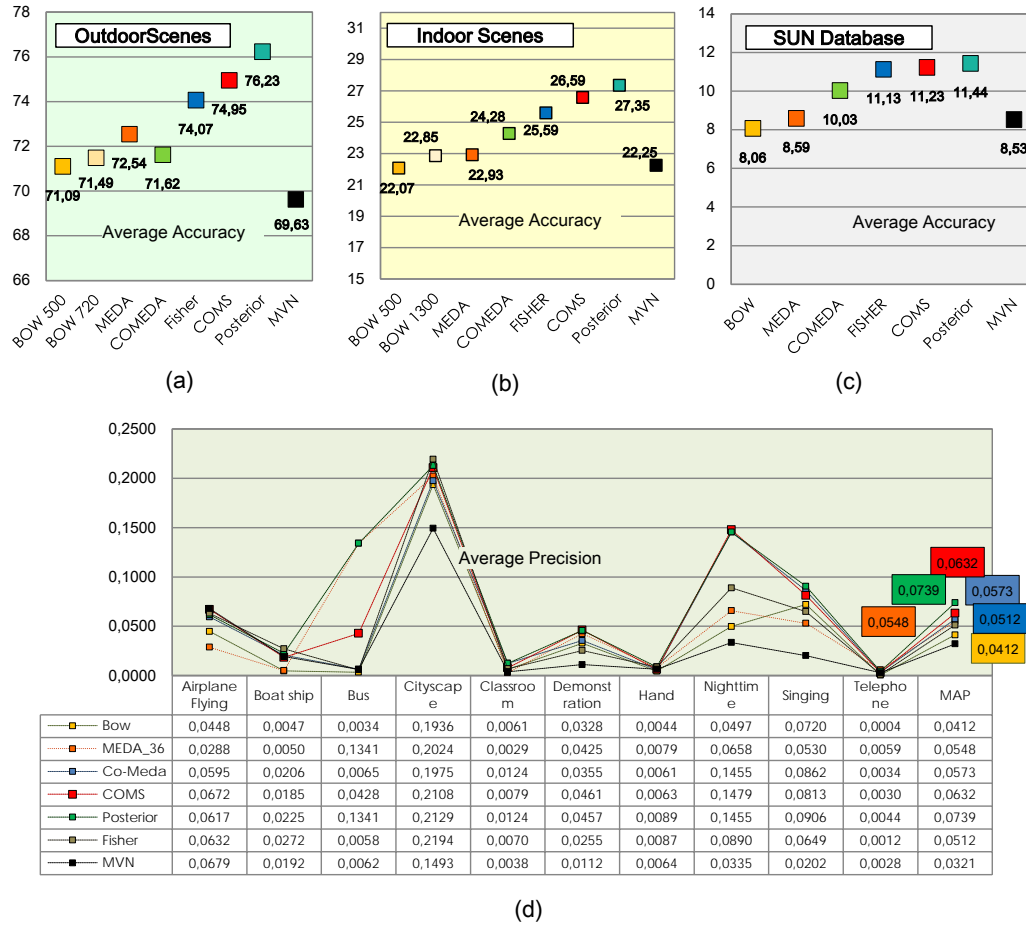 OutdoorScenes
78
76
74
72
70
68
66
71,09
71,49
72,54
71,62
74,07
74,95
76,23
69,63
Average Accuracy
BOW 500
BOW 720
MEDA
COMEDA
Fisher
COMS
Posterior
MVN
(a)
Indoor Scenes
31
29
27
25
23
21
19
17
15
22,07
22,85
22,93
24,28
25,59
26,59
27,35
22,25
Average Accuracy
BOW 500
BOW 1300
MEDA
COMEDA
FISHER
COMS
Posterior
MVN
(b)
SUN Database
14
12
10
8
6
4
2
0
8,06
8,59
10,03
11,13
11,23
11,44
8,53
Average Accuracy
BOW
MEDA
COMEDA
FISHER
COMS
Posterior
MVN
(c)
0,2500
0,2000
0,1500
0,1000
0,0500
0,0000
Average Precision
0,0632
0,0739
0,0573
0,0548
0,0512
0,0412
Airplane Flying Boat ship Bus Cityscap e Classroo m Demonst ration Hand Nighttim e Singing Telepho ne MAP
Bow 0,0448 0,0047 0,0034 0,1936 0,0061 0,0328 0,0044 0,0497 0,0720 0,0004 0,0412
MEDA_36 0,0288 0,0050 0,1341 0,2024 0,0029 0,0425 0,0079 0,0658 0,0530 0,0059 0,0548
Co-Meda 0,0595 0,0206 0,0065 0,1975 0,0124 0,0355 0,0061 0,1455 0,0862 0,0034 0,0573
COMS 0,0672 0,0185 0,0428 0,2108 0,0079 0,0461 0,0063 0,1479 0,0813 0,0030 0,0632
Posterior 0,0617 0,0225 0,1341 0,2129 0,0124 0,0457 0,0089 0,1455 0,0906 0,0044 0,0739
Fisher 0,0632 0,0272 0,0058 0,2194 0,0070 0,0255 0,0087 0,0890 0,0649 0,0012 0,0512
MVN 0,0679 0,0192 0,0062 0,1493 0,0038 0,0112 0,0064 0,0335 0,0202 0,0028 0,0321
(d)